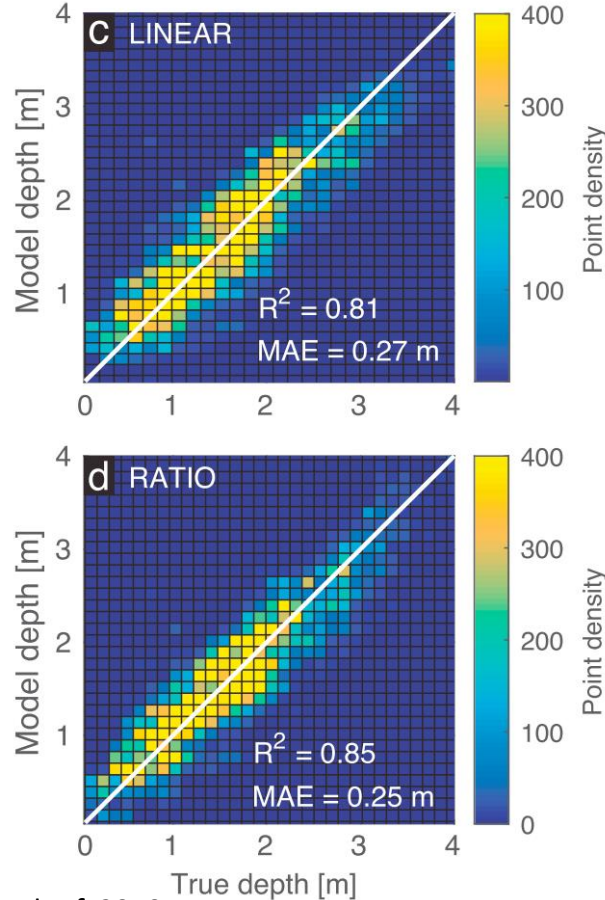 c LINEAR
4
3
2
1
0 1 2 3 4
Model depth [m]
R² = 0.81
MAE = 0.27 m
400
300
200
100
Point density
d RATIO
4
3
2
1
0 1 2 3 4
Model depth [m]
True depth [m]
R² = 0.85
MAE = 0.25 m
400
300
200
100
0
Point density